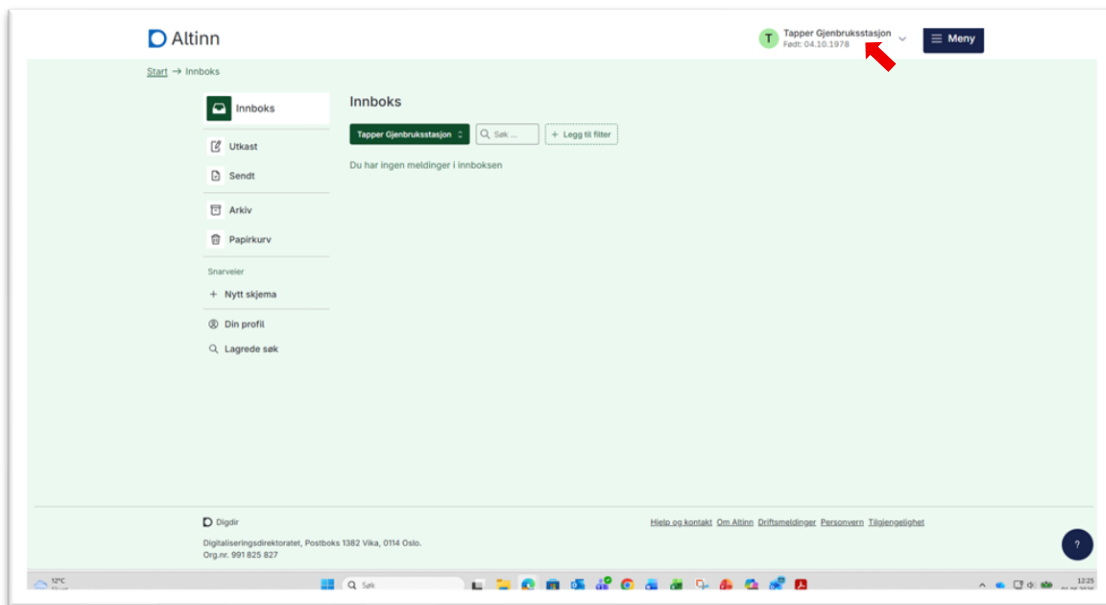 Altinn
T
Tapper Gjenbruksstasjon
Født: 04.10.1978
Meny
Start → Innboks
Innboks
Utkast
Sendt
Arkiv
Papirkurv
Snarveier
+ Nytt skjema
Din profil
Lagrede søk
Innboks
Tapper Gjenbruksstasjon
Søk ...
+ Legg til filter
Du har ingen meldinger i innboksen
Digdir
Digitaliseringsdirektoratet, Postboks 1382 Vika, 0114 Oslo.
Org.nr. 991 825 827
Hjelp og kontakt Om Altinn Driftsmeldinger Personvern Tilgjengelighet
?
12°C
Søk
12:25